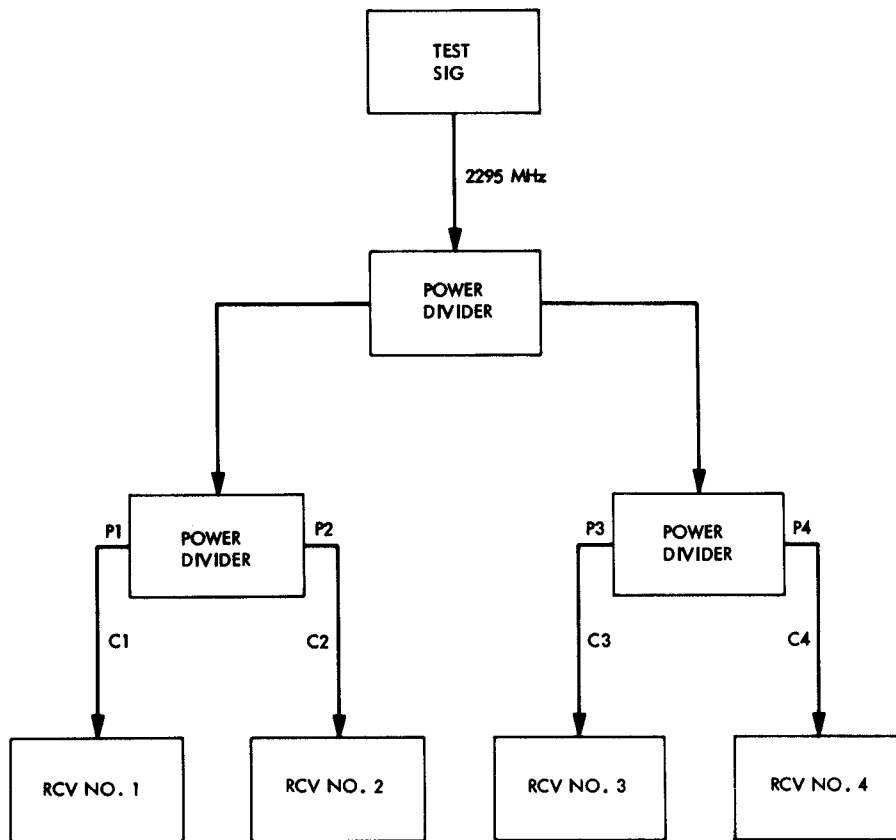 TEST
SIG
2295 MHz
POWER
DIVIDER
P1
POWER
DIVIDER
P2
P3
POWER
DIVIDER
P4
C1
C2
C3
C4
RCV NO. 1
RCV NO. 2
RCV NO. 3
RCV NO. 4